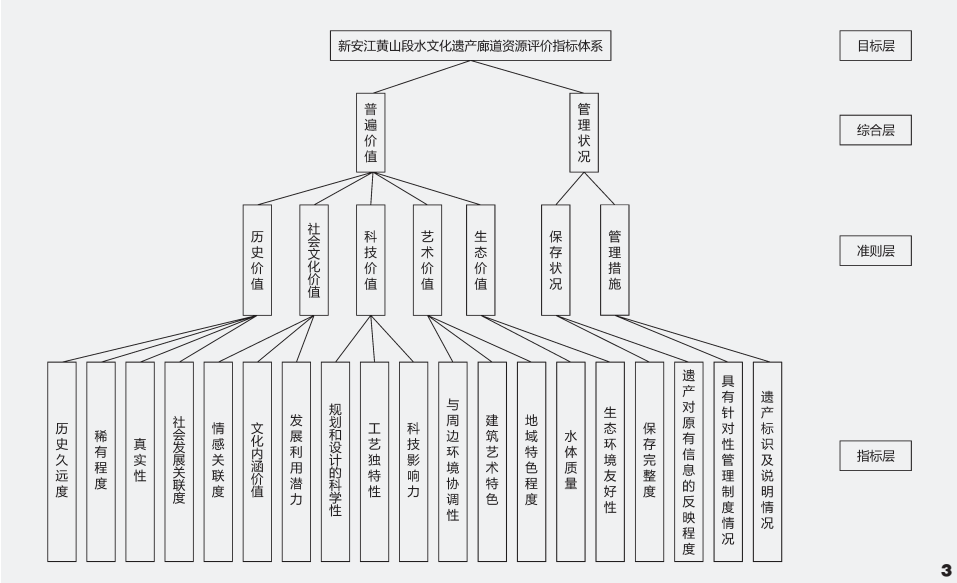 新安江黄山段水文化遗产廊道资源评价指标体系
目标层
普遍价值
管理状况
综合层
历史价值
社会文化价值
科技价值
艺术价值
生态价值
保存状况
管理措施
准则层
历史久远度
稀有程度
真实性
社会发展关联度
情感关联度
文化内涵价值
发展利用潜力
规划和设计的科学性
工艺独特性
科技影响力
与周边环境协调性
建筑艺术特色
地域特色程度
水体质量
生态环境友好性
保存完整度
遗产对原有信息的反映程度
具有针对性管理制度情况
遗产标识及说明情况
指标层
3